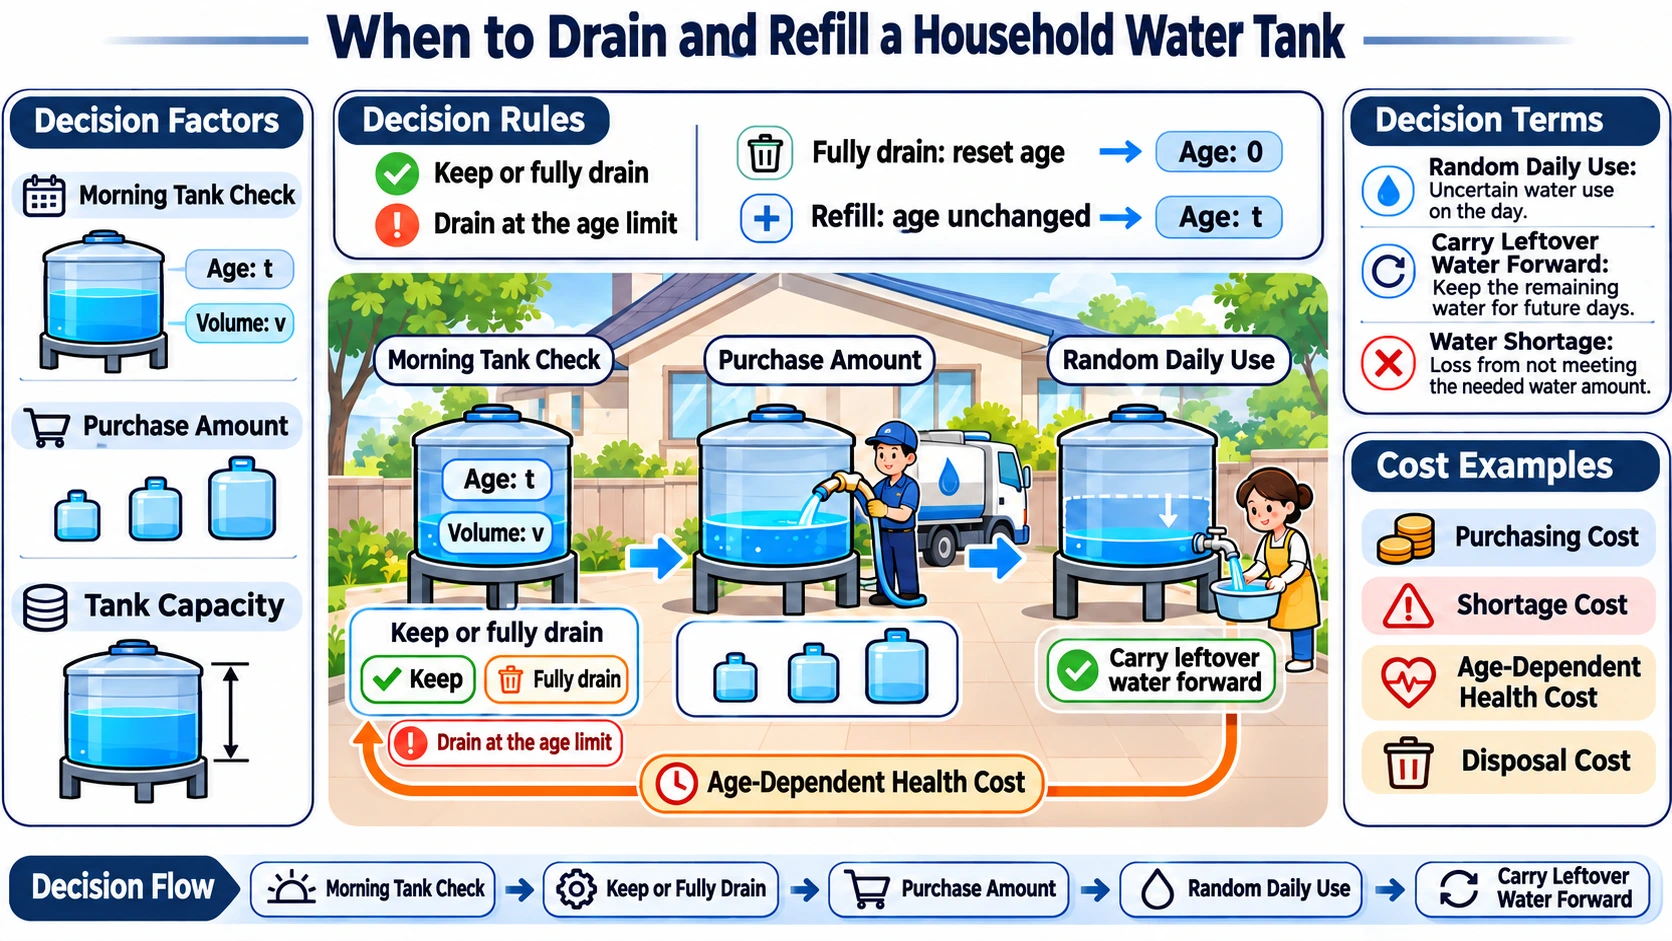 When to Drain and Refill a Household Water Tank
Decision Factors
Morning Tank Check
Age: t
Volume: v
Purchase Amount
Tank Capacity
Decision Rules
Keep or fully drain
Drain at the age limit
Fully drain: reset age
Age: 0
Refill: age unchanged
Age: t
Morning Tank Check
Purchase Amount
Random Daily Use
Age: t
Volume: v
Keep or fully drain
Keep
Fully drain
Drain at the age limit
Carry leftover
water forward
Age-Dependent Health Cost
Decision Terms
Random Daily Use:
Uncertain water use
on the day.
Carry Leftover
Water Forward:
Keep the remaining
water for future days.
Water Shortage:
Loss from not meeting
the needed water amount.
Cost Examples
Purchasing Cost
Shortage Cost
Age-Dependent
Health Cost
Disposal Cost
Decision Flow
Morning Tank Check
Keep or Fully Drain
Purchase Amount
Random Daily Use
Carry Leftover
Water Forward